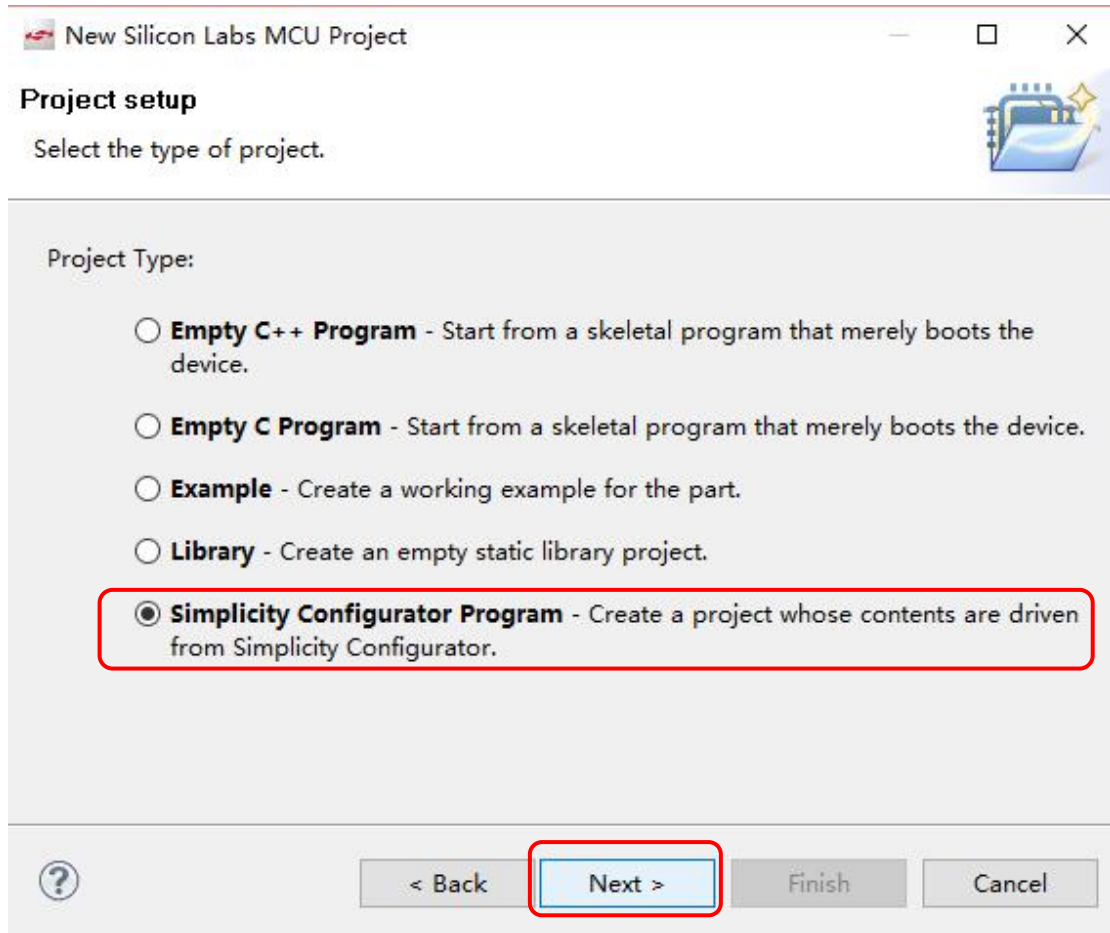 New Silicon Labs MCU Project
Project setup
Select the type of project.
Project Type:
Empty C++ Program - Start from a skeletal program that merely boots the
device.
Empty C Program - Start from a skeletal program that merely boots the device.
Example - Create a working example for the part.
Library - Create an empty static library project.
Simplicity Configurator Program - Create a project whose contents are driven
from Simplicity Configurator.
? < Back Next > Finish Cancel